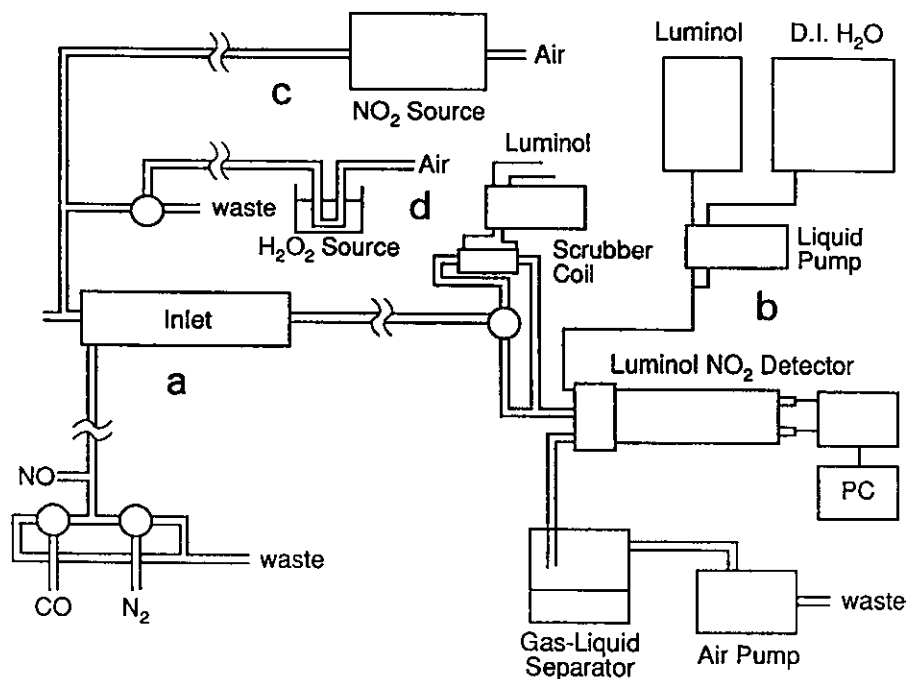 Luminol
D.I. H₂O
Air
c
NO₂ Source
Luminol
Air
d
waste
H₂O₂ Source
Scrubber
Coil
Liquid
Pump
b
Inlet
a
Luminol NO₂ Detector
NO
PC
waste
CO
N₂
waste
Gas-Liquid
Separator
Air Pump